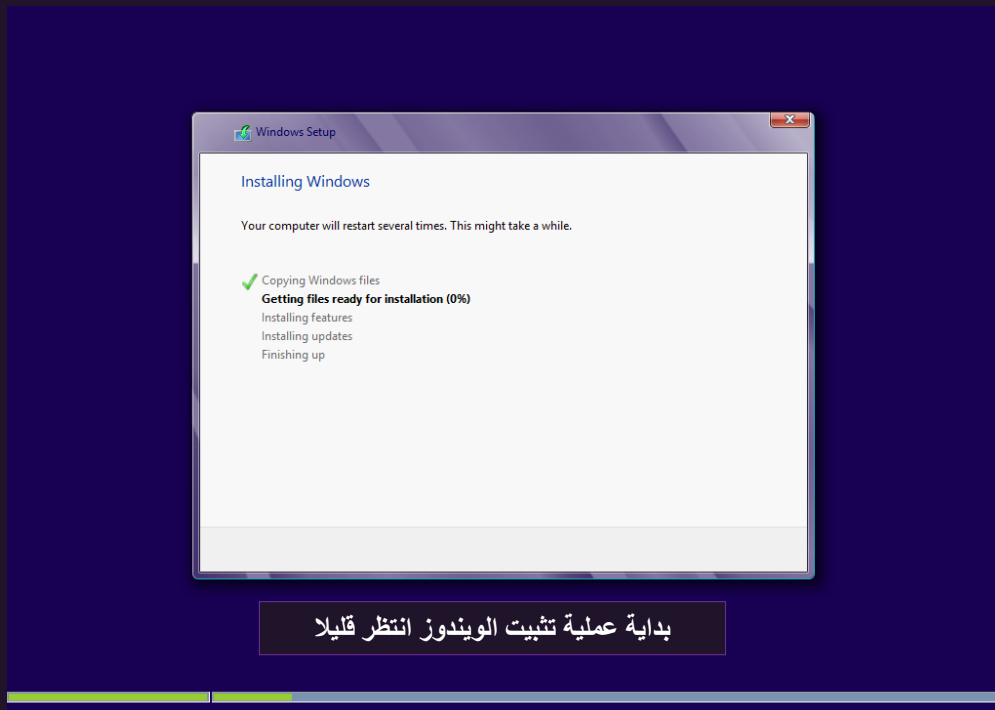 Windows Setup
Installing Windows
Your computer will restart several times. This might take a while.
Copying Windows files
Getting files ready for installation (0%)
Installing features
Installing updates
Finishing up
بداية عملية تثبيت الويندوز انتظر قليلا